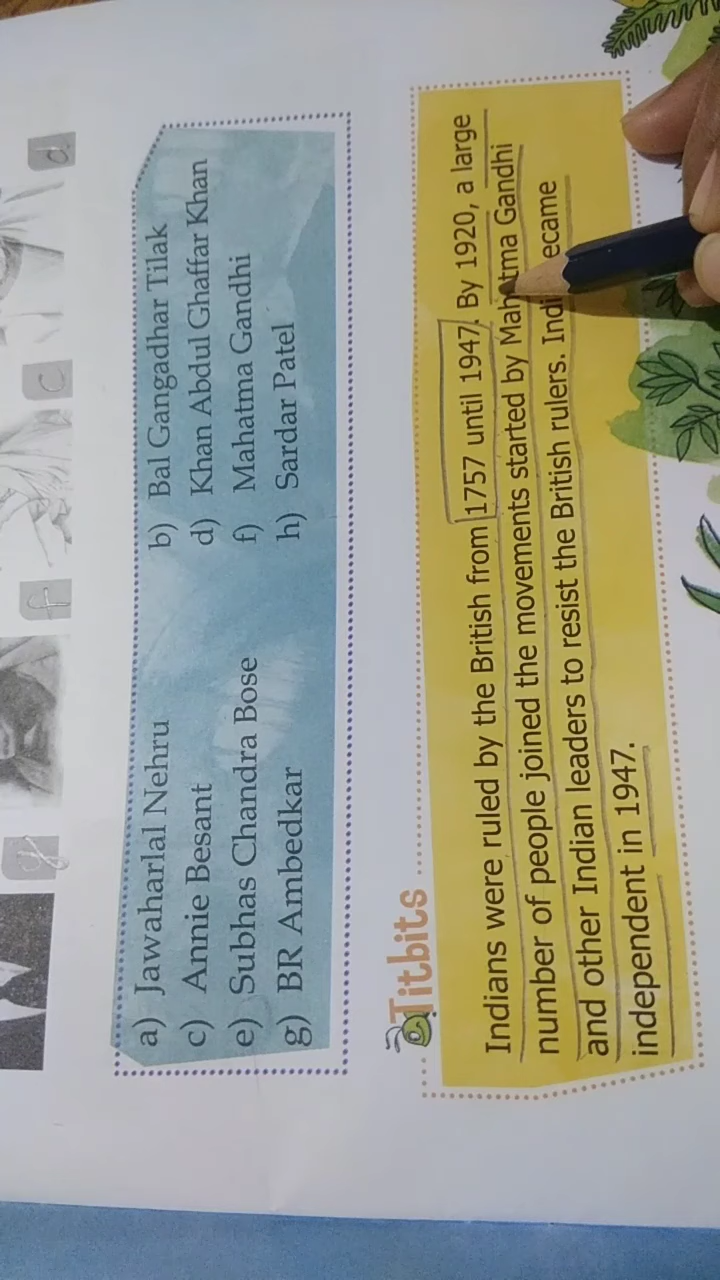 d
c
f
g
a) Jawaharlal Nehru b) Bal Gangadhar Tilak
c) Annie Besant d) Khan Abdul Ghaffar Khan
e) Subhas Chandra Bose f) Mahatma Gandhi
g) BR Ambedkar h) Sardar Patel
Titbits
Indians were ruled by the British from 1757 until 1947. By 1920, a large
number of people joined the movements started by Mahatma Gandhi
and other Indian leaders to resist the British rulers.
independent in 1947.